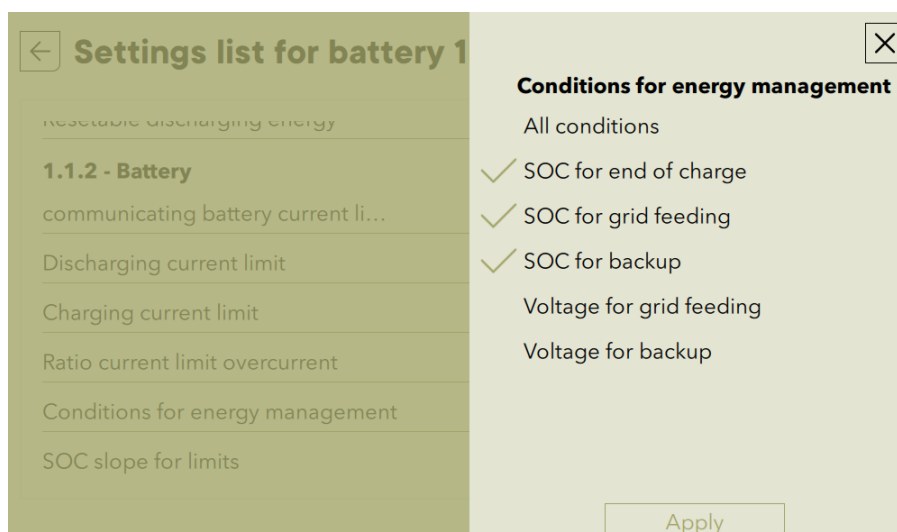 Settings list for battery 1
Resetable discharging energy
1.1.2 - Battery
communicating battery current li...
Discharging current limit
Charging current limit
Ratio current limit overcurrent
Conditions for energy management
SOC slope for limits
Conditions for energy management
All conditions
SOC for end of charge
SOC for grid feeding
SOC for backup
Voltage for grid feeding
Voltage for backup
Apply